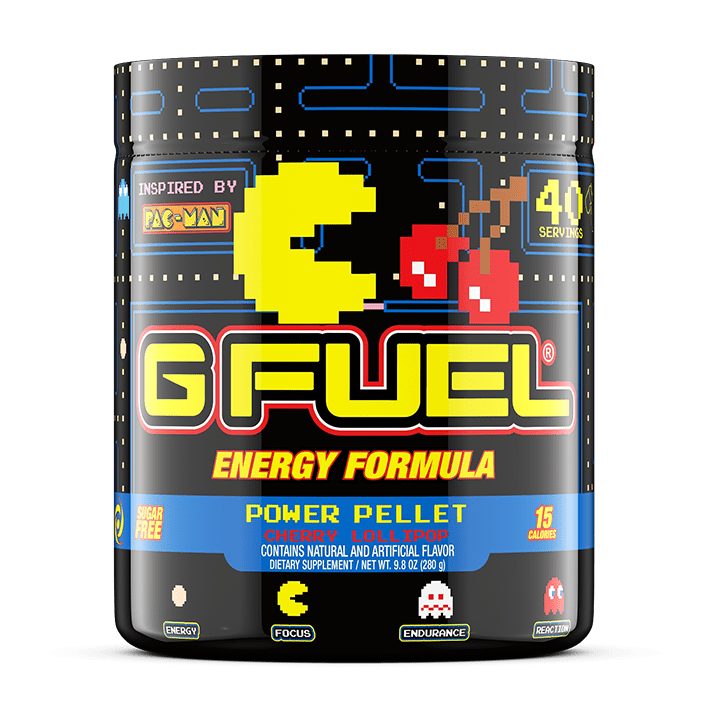 INSPIRED BY
PAC-MAN
40
SERVINGS
G FUEL®
ENERGY FORMULA
SUGAR
FREE
POWER PELLET
CHERRY LOLLIPOP
CONTAINS NATURAL AND ARTIFICIAL FLAVOR
DIETARY SUPPLEMENT / NET WT. 9.8 OZ (280 g)
15
CALORIES
ENERGY
FOCUS
ENDURANCE
REACTION